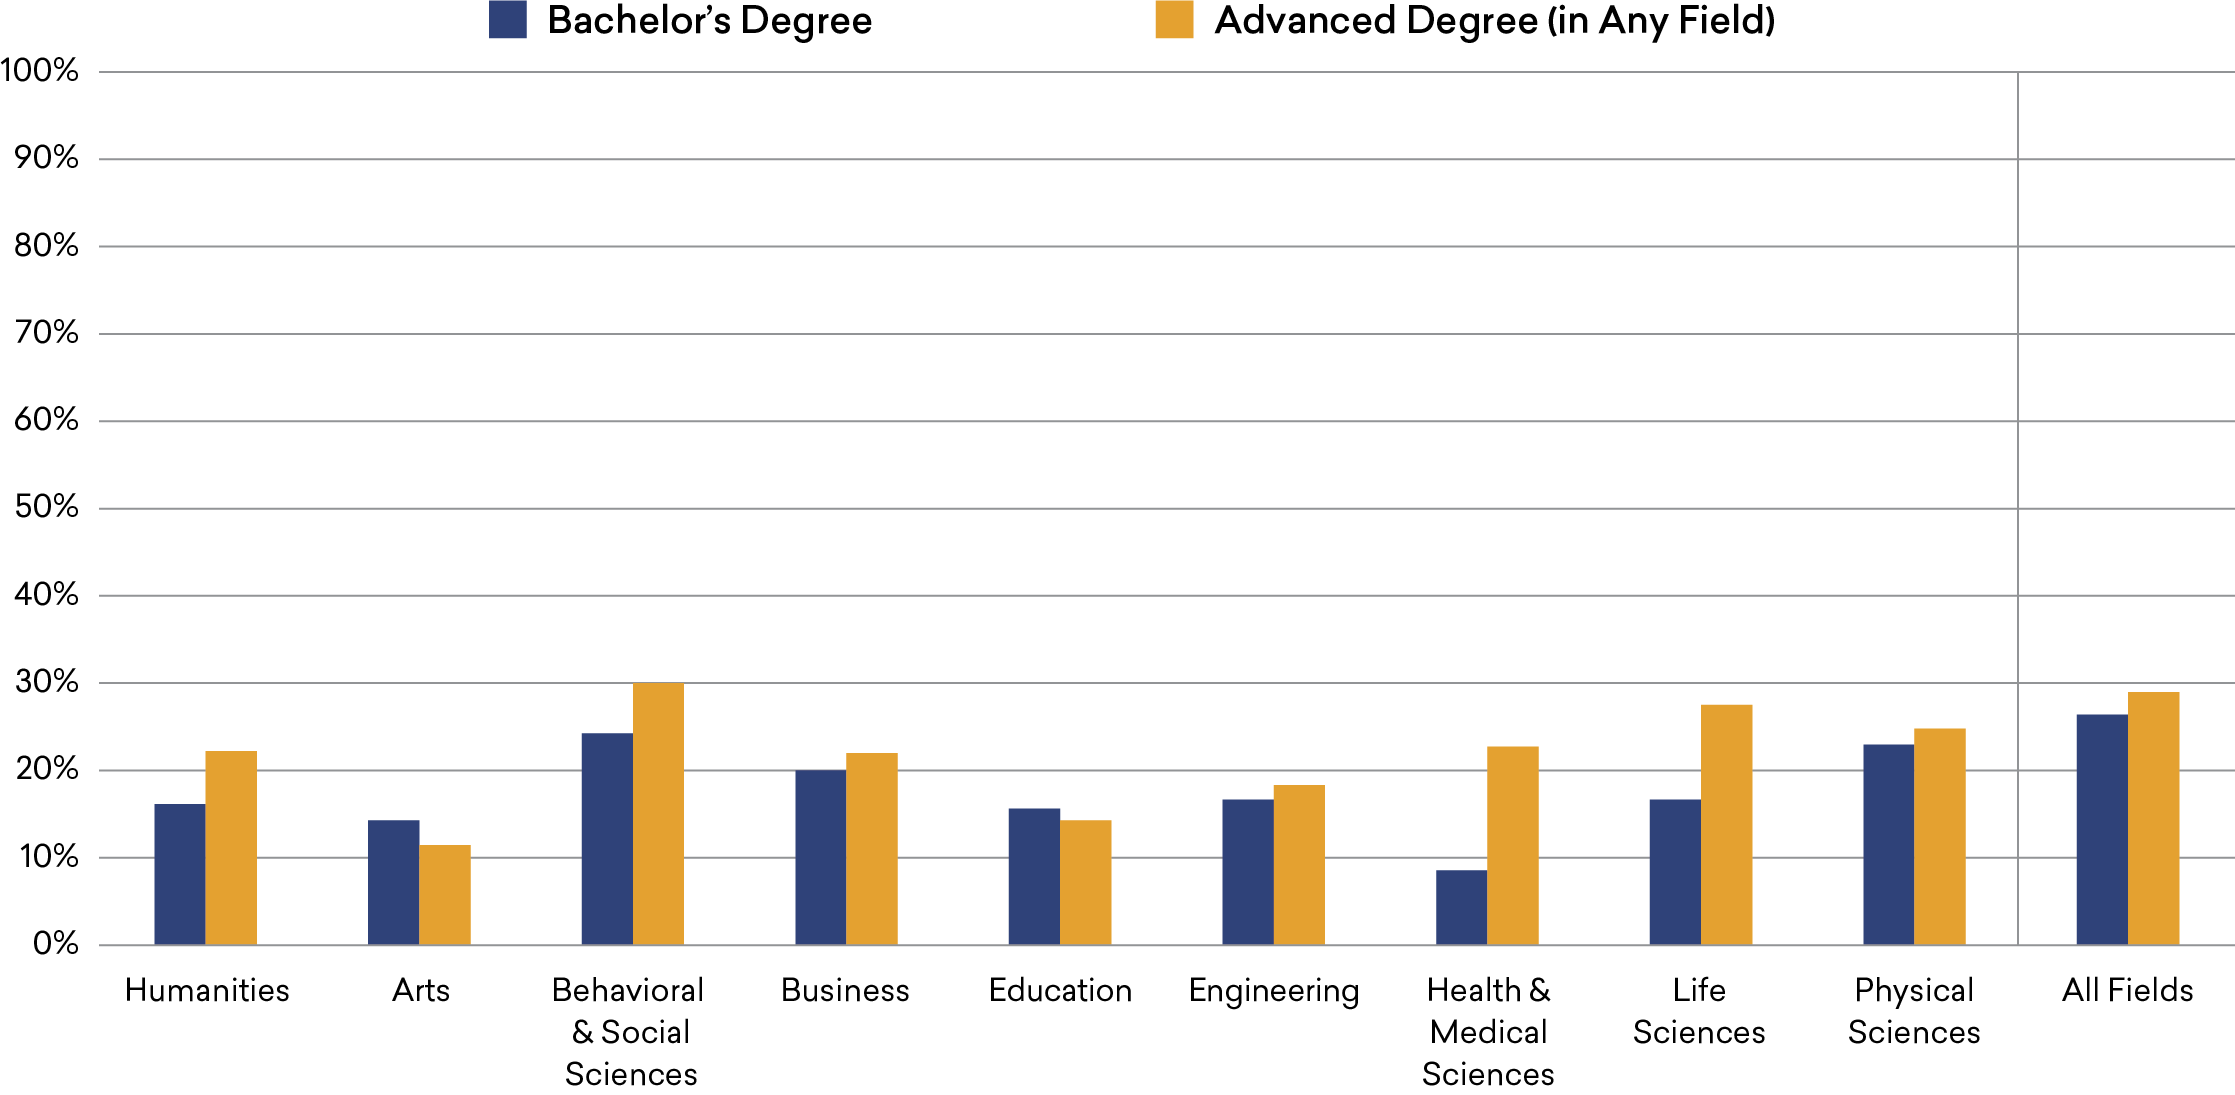 Bachelor’s Degree
Advanced Degree (in Any Field)
100%
90%
80%
70%
60%
50%
40%
30%
20%
10%
0%
Humanities
Arts
Behavioral
& Social
Sciences
Business
Education
Engineering
Health &
Medical
Sciences
Life
Sciences
Physical
Sciences
All Fields